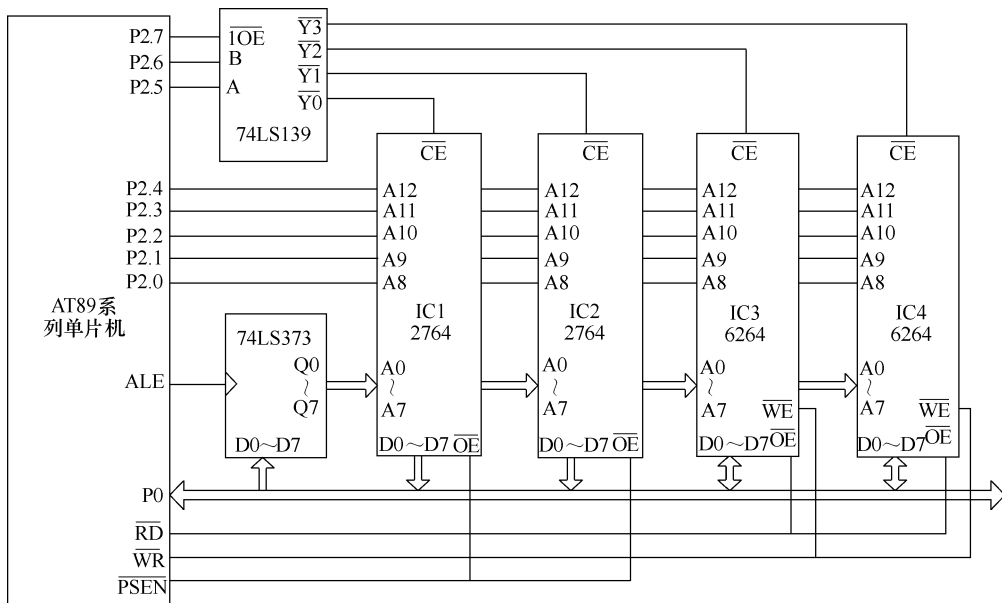 P2.7
P2.6
P2.5
1OE
B
A
Y3
Y2
Y1
Y0
74LS139
CE
CE
CE
CE
P2.4
P2.3
P2.2
P2.1
P2.0
A12
A11
A10
A9
A8
A12
A11
A10
A9
A8
A12
A11
A10
A9
A8
A12
A11
A10
A9
A8
AT89系
列单片机
IC1
2764
IC2
2764
IC3
6264
IC4
6264
74LS373
Q0
~
Q7
D0~D7
ALE
A0
~
A7
A0
~
A7
A0
~
A7
A0
~
A7
WE
WE
D0~D7 OE
D0~D7 OE
D0~D7 OE
D0~D7 OE
P0
RD
WR
PSEN